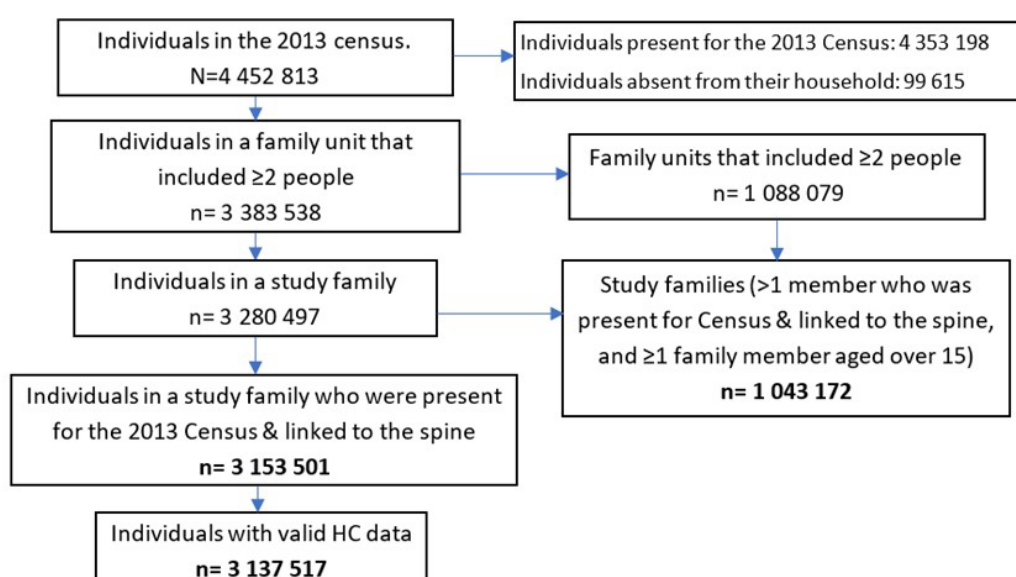 Individuals in the 2013 census.
N=4 452 813
Individuals present for the 2013 Census: 4 353 198
Individuals absent from their household: 99 615
Individuals in a family unit that
included ≥2 people
n= 3 383 538
Family units that included ≥2 people
n= 1 088 079
Individuals in a study family
n= 3 280 497
Study families (>1 member who was
present for Census & linked to the spine,
and ≥1 family member aged over 15)
n= 1 043 172
Individuals in a study family who were present
for the 2013 Census & linked to the spine
n= 3 153 501
Individuals with valid HC data
n= 3 137 517